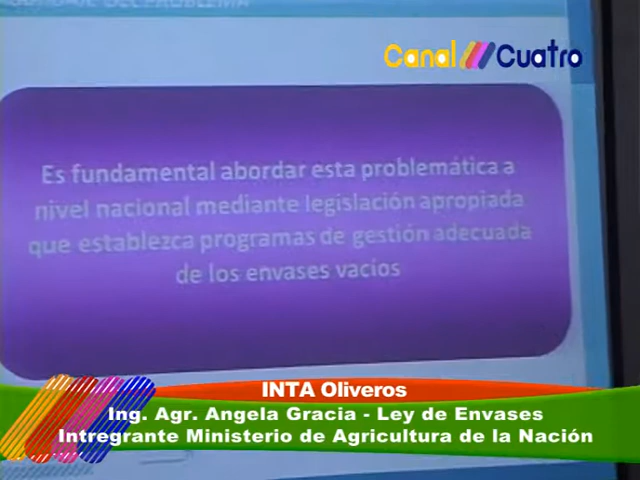 DEL PROBLEMA
Canal Cuatro
Es fundamental abordar esta problemática a
nivel nacional mediante legislación apropiada
que establezca programas de gestión adecuada
de los envases vacíos
INTA Oliveros
Ing. Agr. Angela Gracia - Ley de Envases
Intregrante Ministerio de Agricultura de la Nación